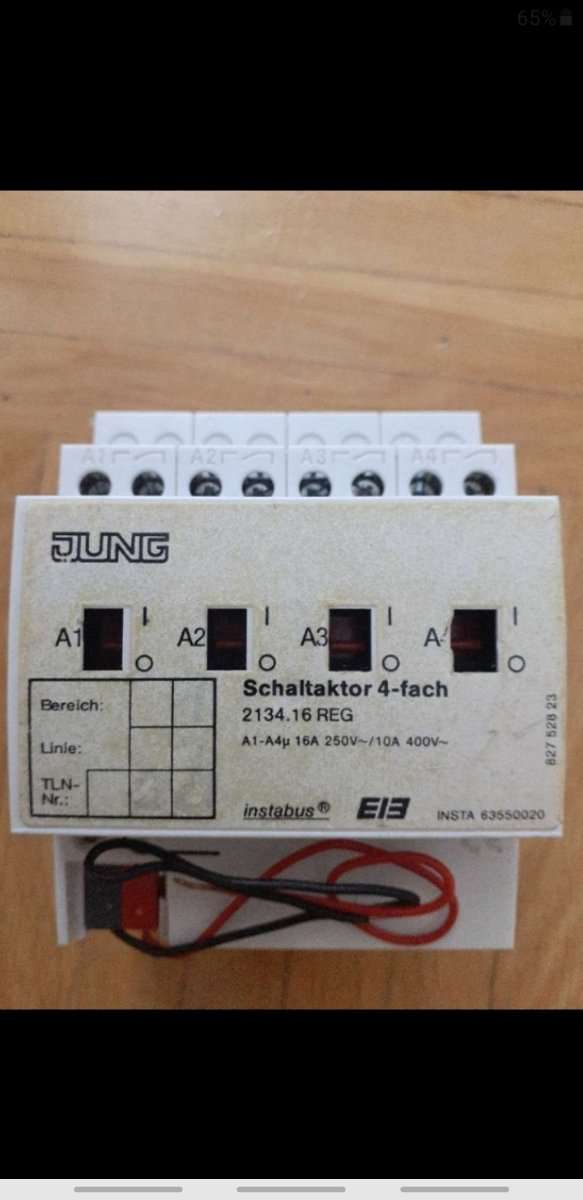 65%
A1 A2 A3 A4
JUNG
A1 I O A2 I O A3 I O A I O
Bereich:
Linie:
TLN-
Nr.:
Schaltaktor 4-fach
2134.16 REG
A1-A4µ 16A 250V~/10A 400V~
instabus® EIB INSTA 63550020
827 528 23